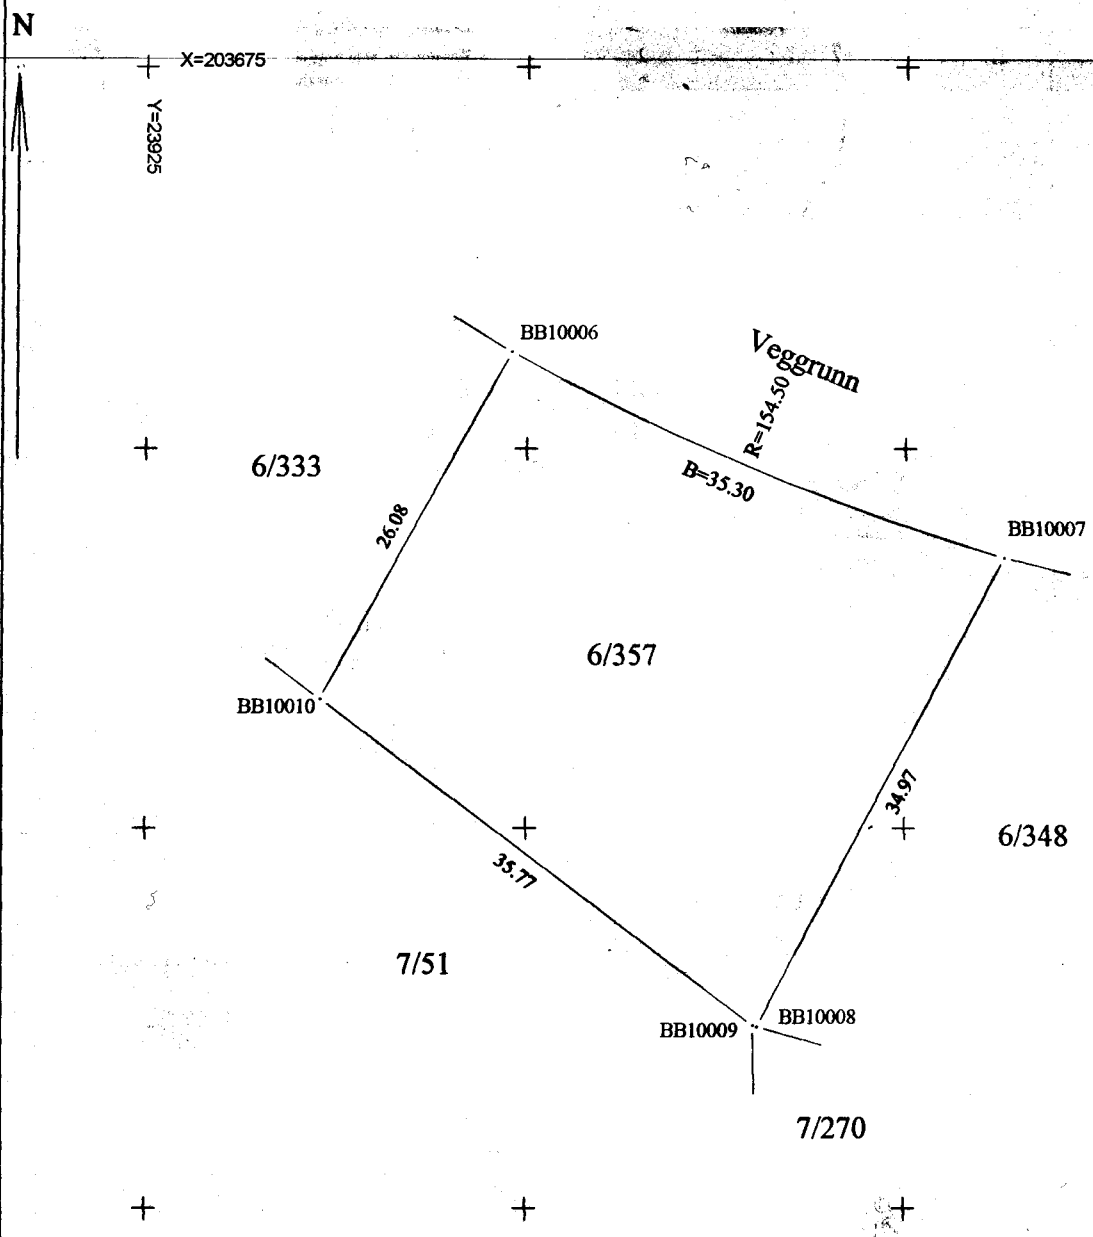 N
X=203675
Y=23925
BB10006
Veggrunn
R=154.50
B=35.30
6/333
26.08
BB10007
6/357
BB10010
34.97
6/348
35.77
7/51
BB10009
BB10008
7/270